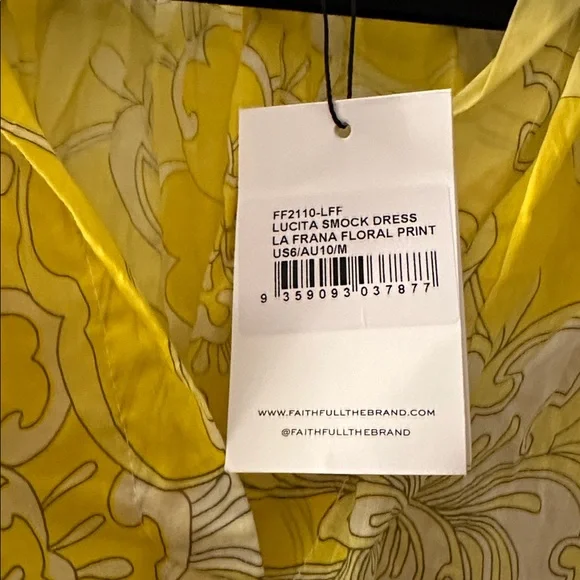 FF2110-LFF
LUCITA SMOCK DRESS
LA FRANA FLORAL PRINT
US6/AU10/M
9 359093 037877
WWW.FAITHFULLTHEBRAND.COM
@FAITHFULLTHEBRAND